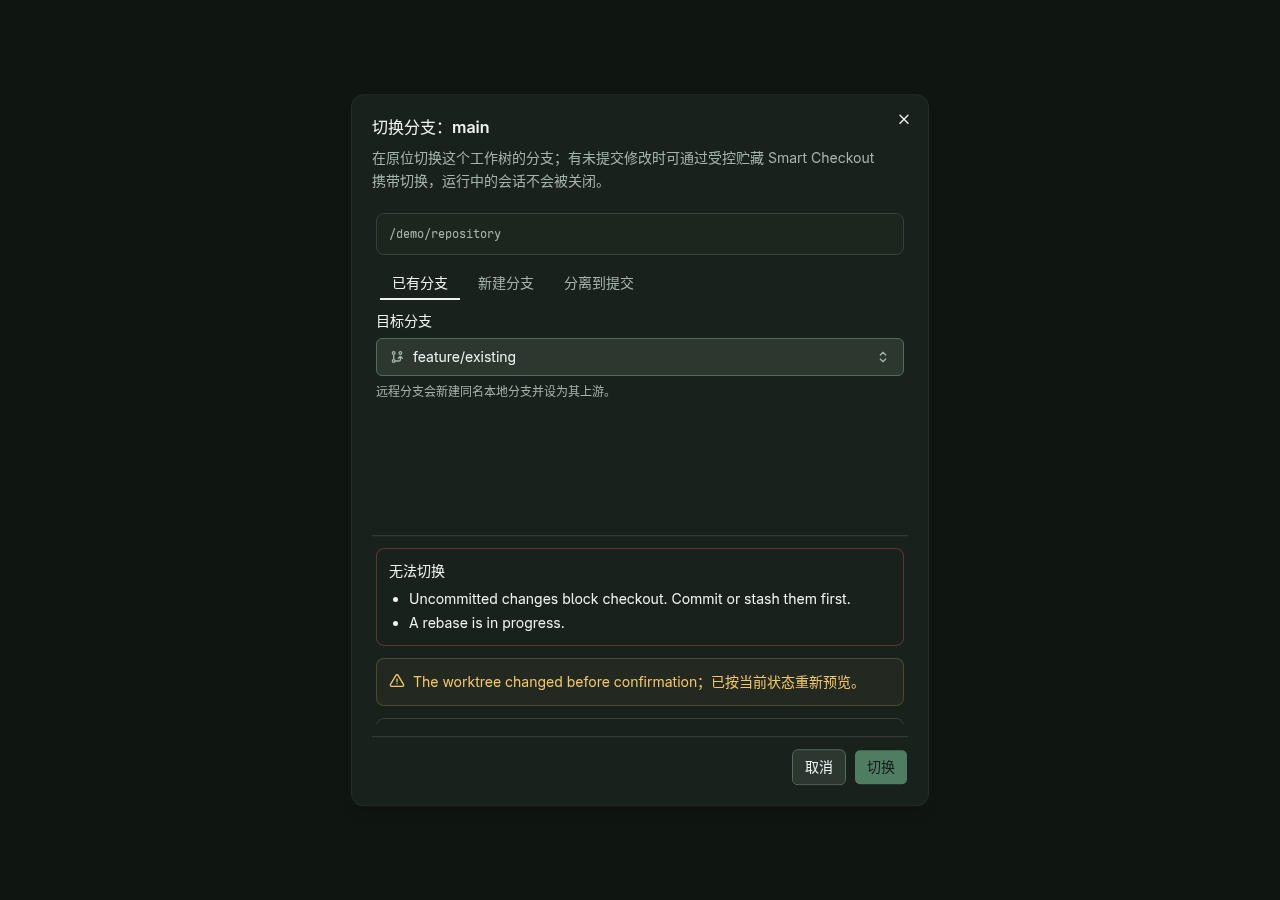 切换分支：main
在原位切换这个工作树的分支；有未提交修改时可通过受控贮藏 Smart Checkout
携带切换，运行中的会话不会被关闭。
/demo/repository
已有分支 新建分支 分离到提交
目标分支
feature/existing
远程分支会新建同名本地分支并设为其上游。
无法切换
• Uncommitted changes block checkout. Commit or stash them first.
• A rebase is in progress.
The worktree changed before confirmation；已按当前状态重新预览。
取消 切换